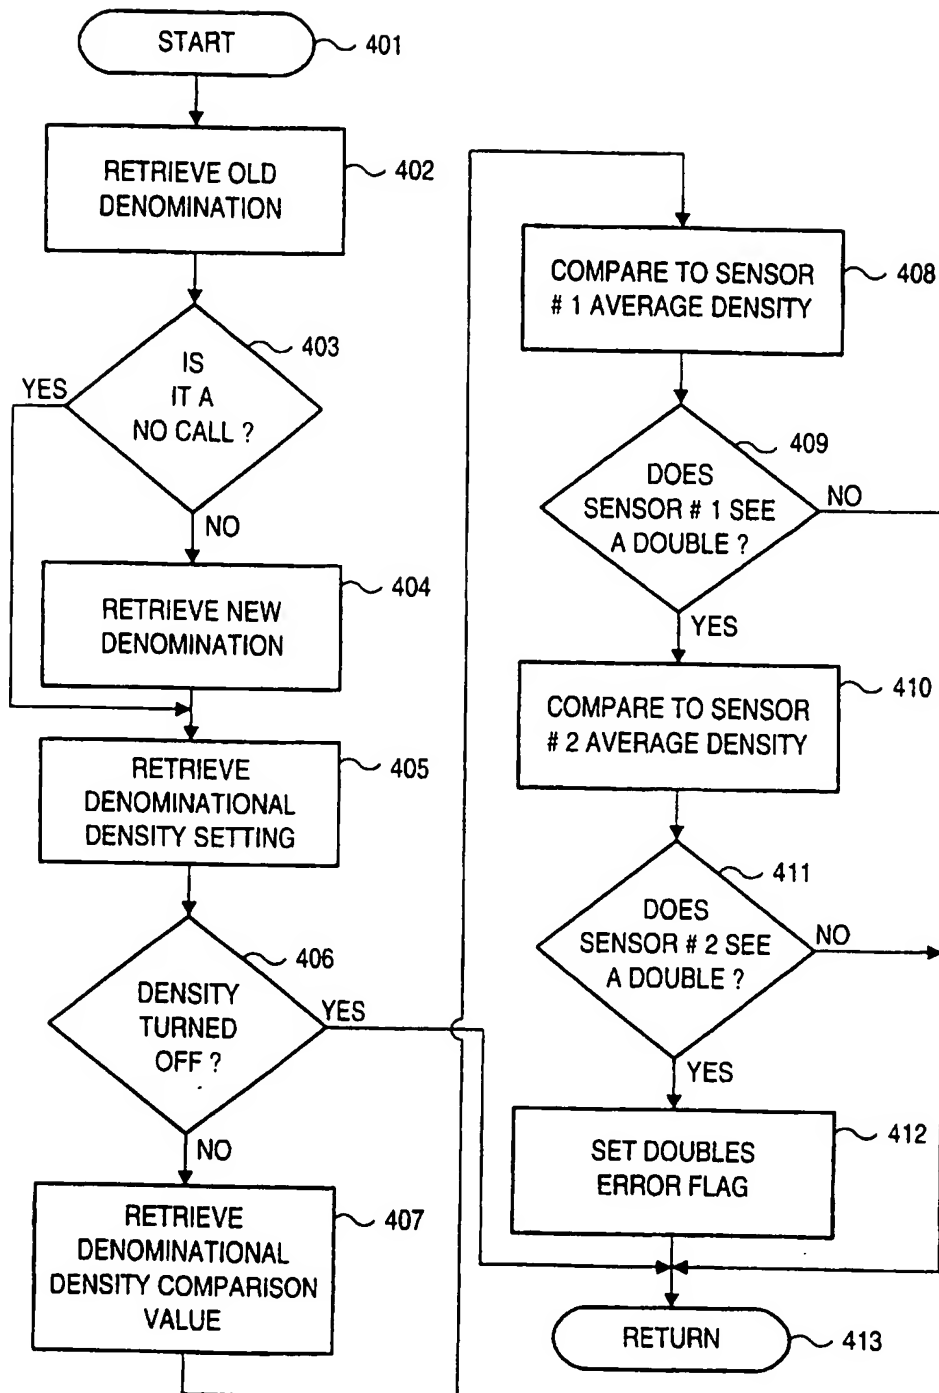 START
401
RETRIEVE OLD
DENOMINATION
402
IS
IT A
NO CALL ?
403
YES
NO
RETRIEVE NEW
DENOMINATION
404
RETRIEVE
DENOMINATIONAL
DENSITY SETTING
405
DENSITY
TURNED
OFF ?
406
YES
NO
RETRIEVE
DENOMINATIONAL
DENSITY COMPARISON
VALUE
407
COMPARE TO SENSOR
# 1 AVERAGE DENSITY
408
DOES
SENSOR # 1 SEE
A DOUBLE ?
409
NO
YES
COMPARE TO SENSOR
# 2 AVERAGE DENSITY
410
DOES
SENSOR # 2 SEE
A DOUBLE ?
411
NO
YES
SET DOUBLES
ERROR FLAG
412
RETURN
413